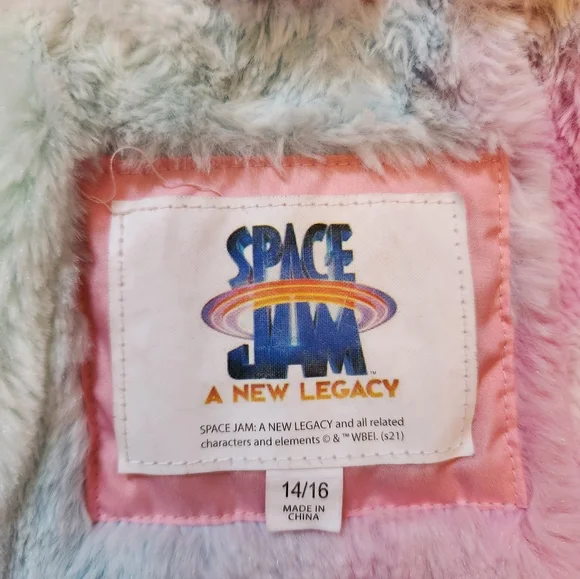 SPACE
JAM™
A NEW LEGACY
SPACE JAM: A NEW LEGACY and all related
characters and elements © & ™ WBEI. (s21)
14/16
MADE IN
CHINA